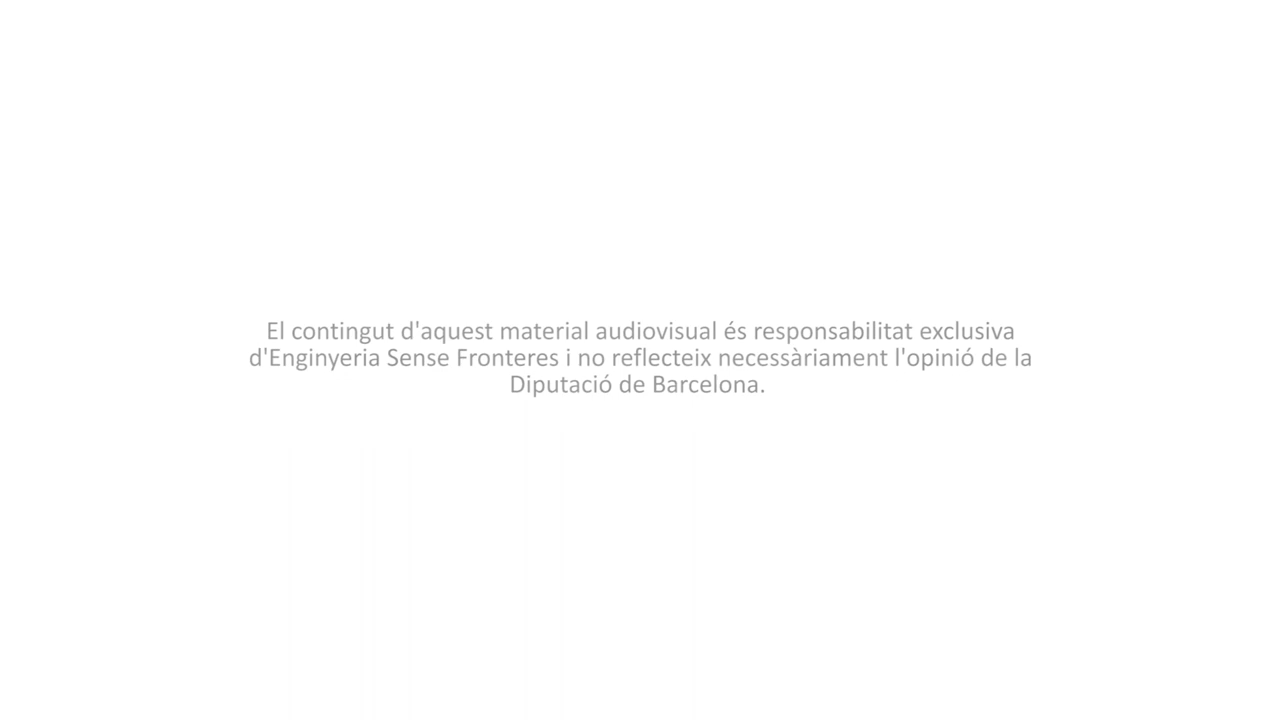 El contingut d'aquest material audiovisual és responsabilitat exclusiva
d'Enginyeria Sense Fronteres i no reflecteix necessàriament l'opinió de la
Diputació de Barcelona.